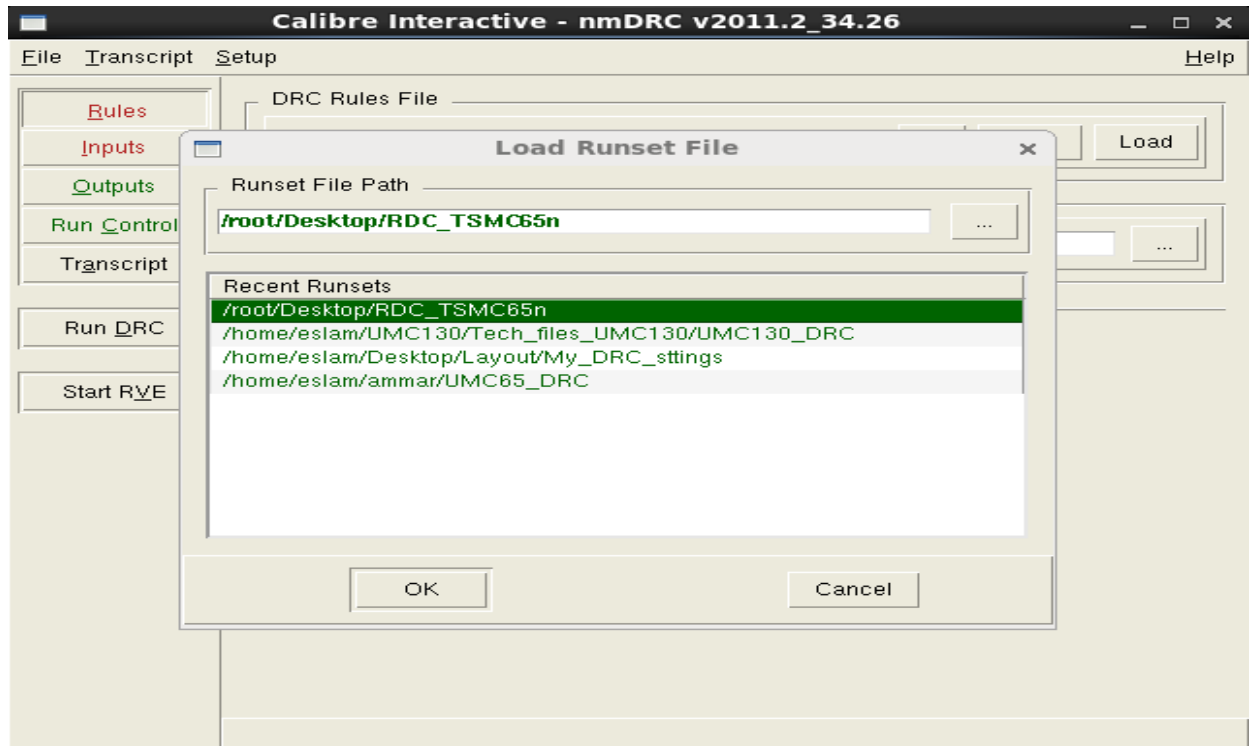 Calibre Interactive - nmDRC v2011.2_34.26
File Transcript Setup Help
Rules
Inputs
Outputs
Run Control
Transcript
Run DRC
Start RVE
DRC Rules File
Load
...
Load Runset File
Runset File Path
/root/Desktop/RDC_TSMC65n
...
Recent Runsets
/root/Desktop/RDC_TSMC65n
/home/eslam/UMC130/Tech_files_UMC130/UMC130_DRC
/home/eslam/Desktop/Layout/My_DRC_sttings
/home/eslam/ammar/UMC65_DRC
OK Cancel